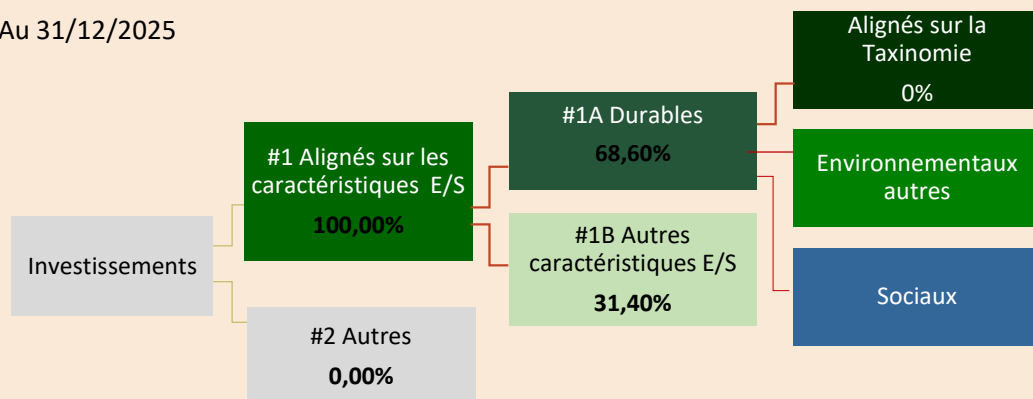 Au 31/12/2025
Investissements
#1 Alignés sur les
caractéristiques E/S
100,00%
#2 Autres
0,00%
#1A Durables
68,60%
#1B Autres
caractéristiques E/S
31,40%
Alignés sur la
Taxinomie
0%
Environnementaux
autres
Sociaux